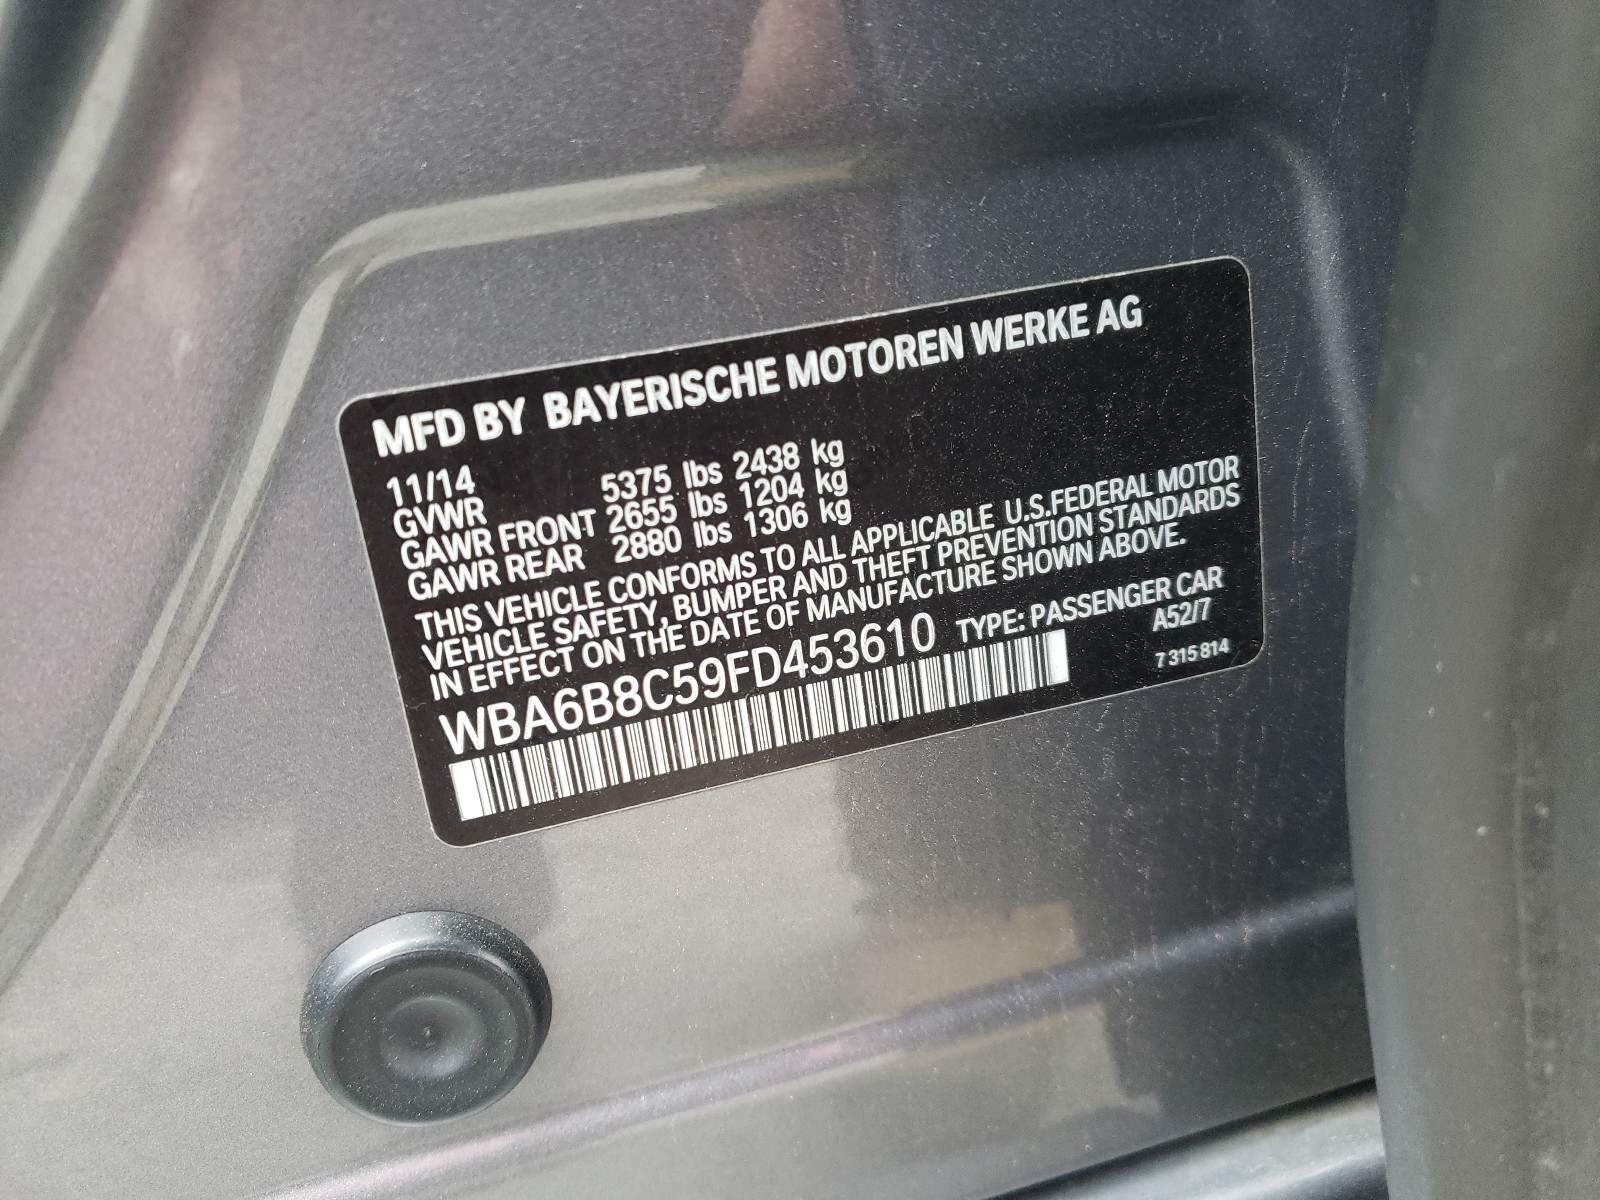 MFD BY BAYERISCHE MOTOREN WERKE AG
11/14
GVWR 5375 lbs 2438 kg
GAWR FRONT 2655 lbs 1204 kg
GAWR REAR 2880 lbs 1306 kg
THIS VEHICLE CONFORMS TO ALL APPLICABLE U.S.FEDERAL MOTOR
VEHICLE SAFETY, BUMPER AND THEFT PREVENTION STANDARDS
IN EFFECT ON THE DATE OF MANUFACTURE SHOWN ABOVE.
WBA6B8C59FD453610 TYPE: PASSENGER CAR
A52/7
7 315 814